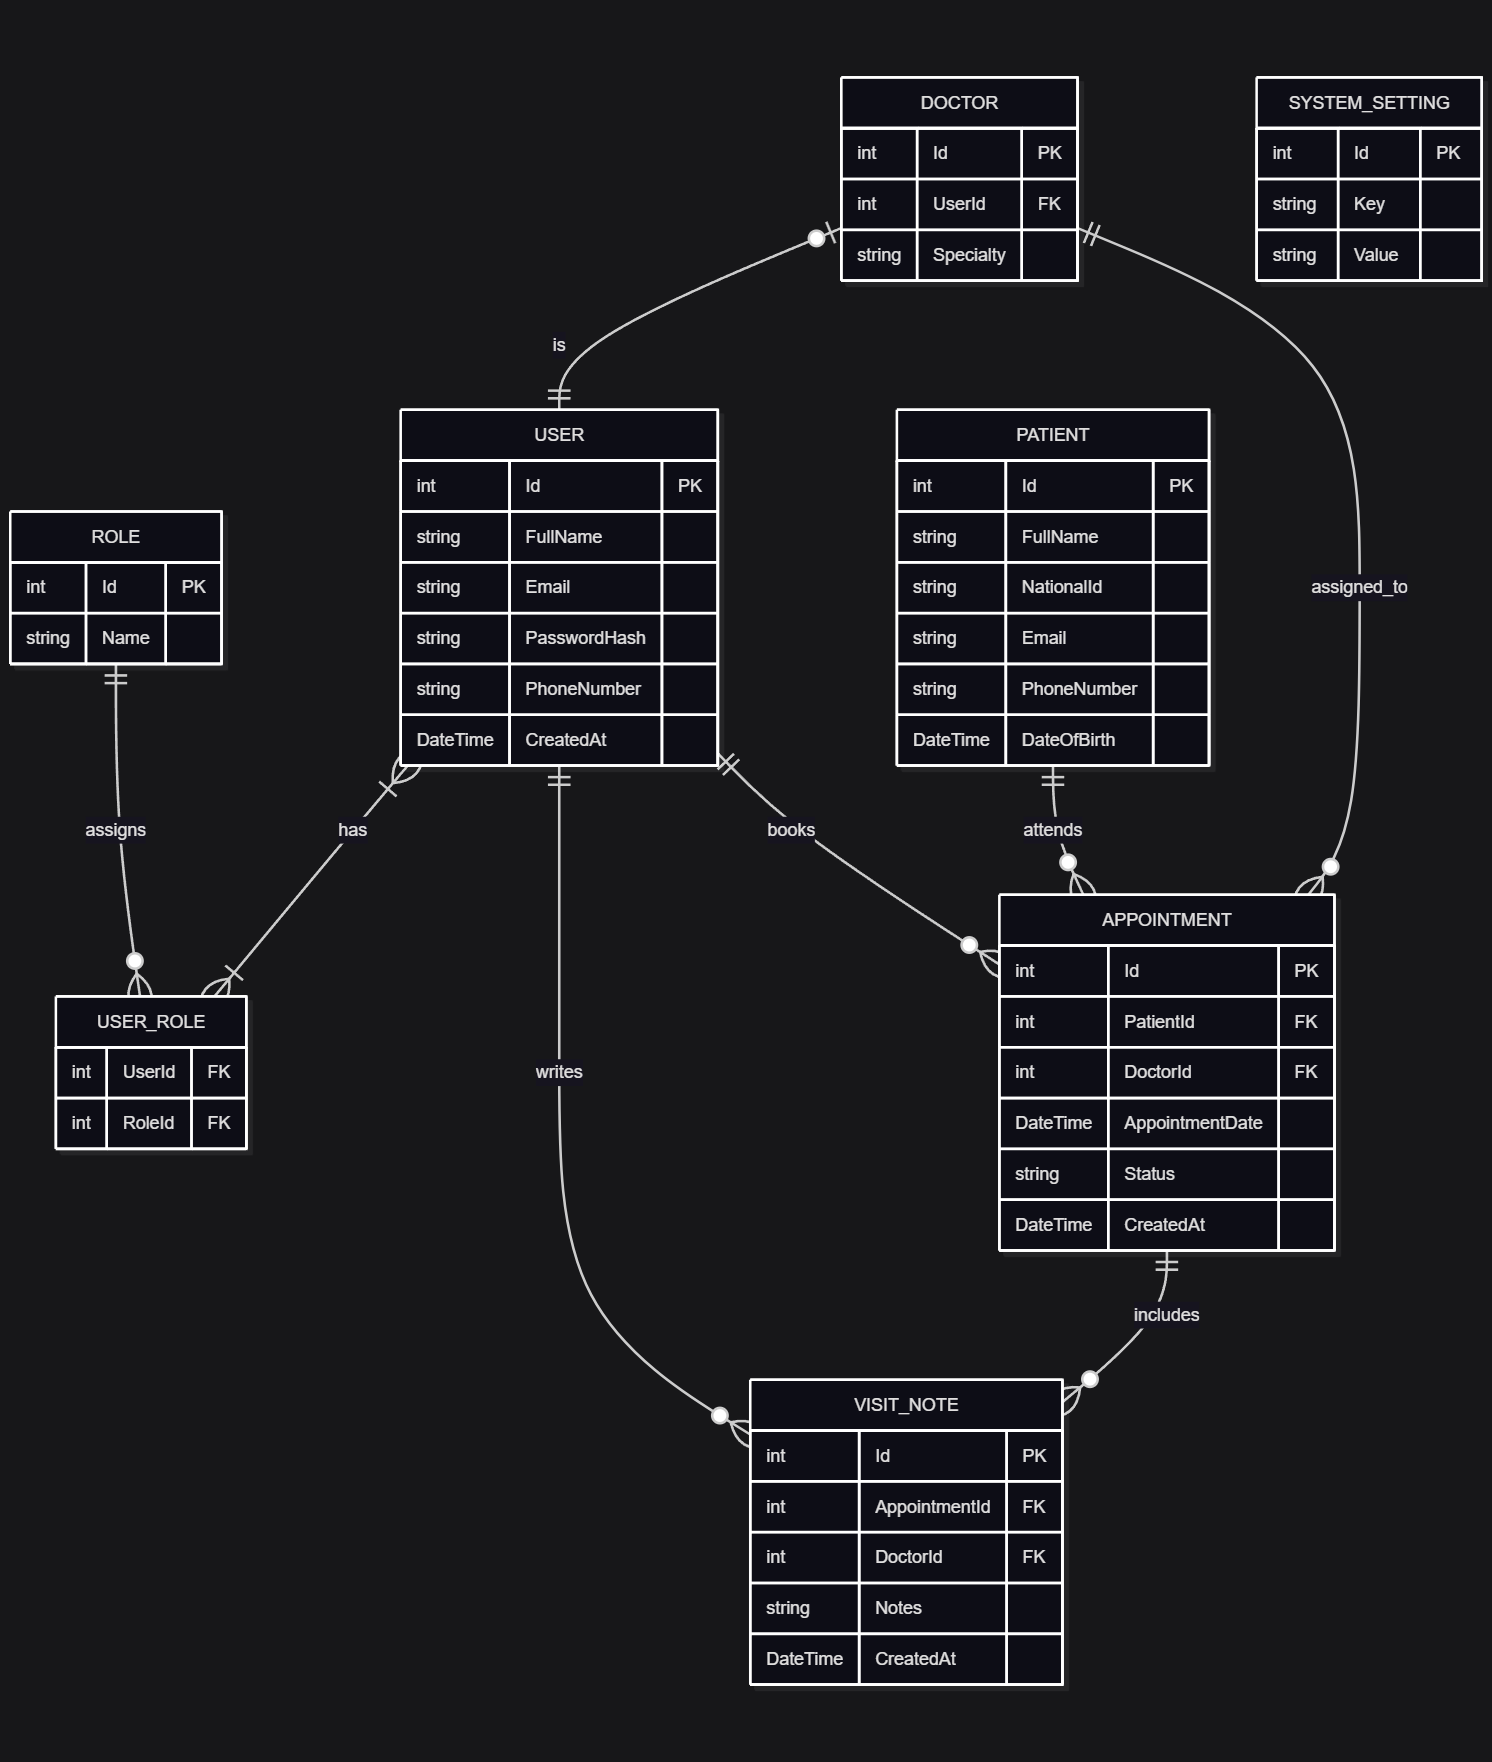 DOCTOR
int Id PK
int UserId FK
string Specialty
SYSTEM_SETTING
int Id PK
string Key
string Value
is
USER
int Id PK
string FullName
string Email
string PasswordHash
string PhoneNumber
DateTime CreatedAt
PATIENT
int Id PK
string FullName
string NationalId
string Email
string PhoneNumber
DateTime DateOfBirth
ROLE
int Id PK
string Name
assigned_to
assigns
has
books
attends
APPOINTMENT
int Id PK
int PatientId FK
int DoctorId FK
DateTime AppointmentDate
string Status
DateTime CreatedAt
USER_ROLE
int UserId FK
int RoleId FK
writes
includes
VISIT_NOTE
int Id PK
int AppointmentId FK
int DoctorId FK
string Notes
DateTime CreatedAt